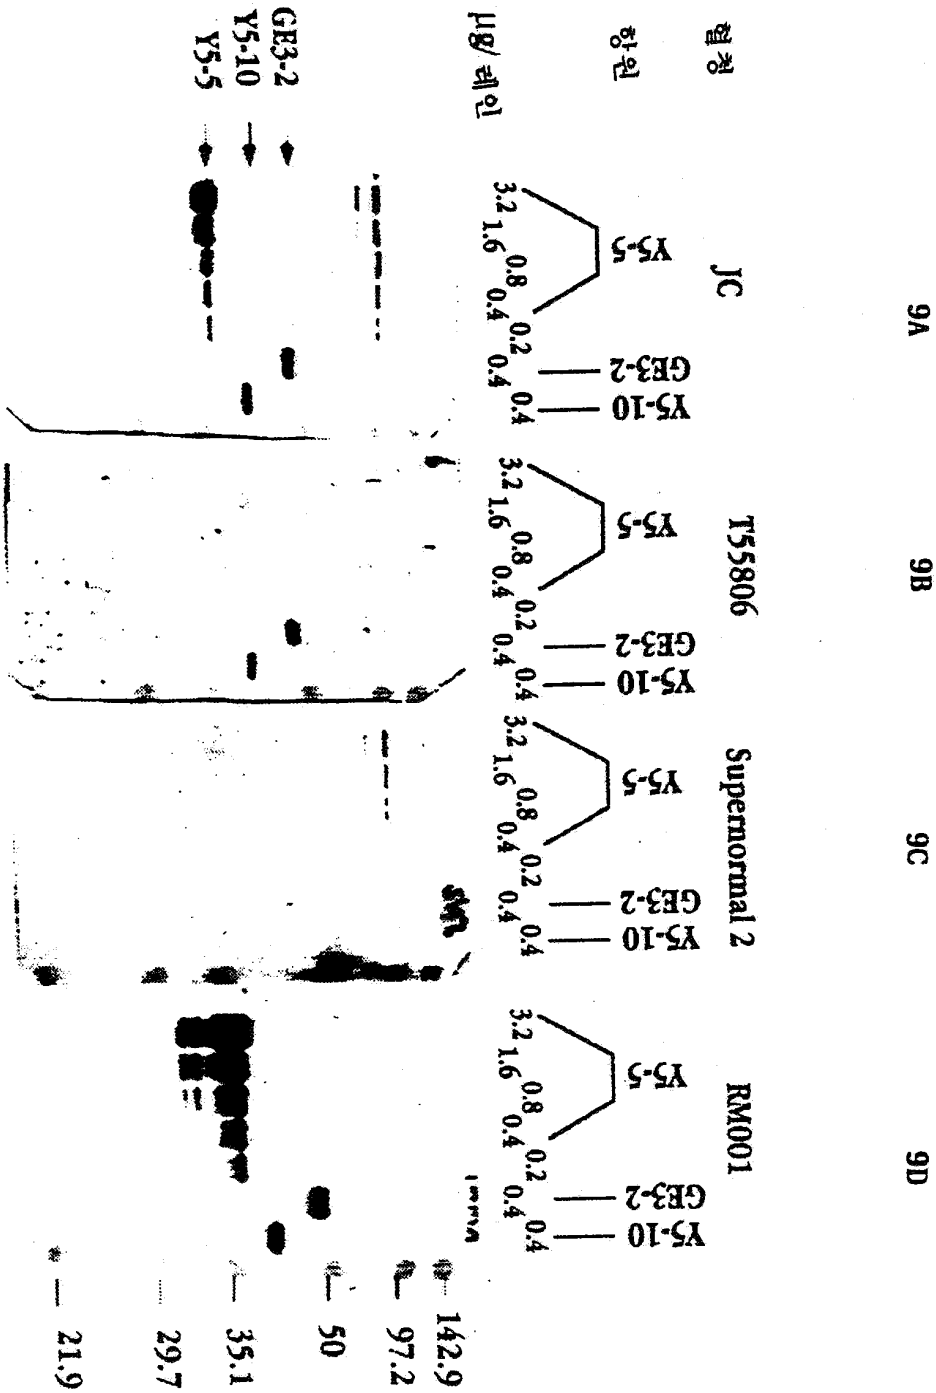 9A 9B 9C 9D
혈청 JC T55806 Supernormal 2 RM001
항원 Y5-5 GE3-2 Y5-10 Y5-5 GE3-2 Y5-10 Y5-5 GE3-2 Y5-10 Y5-5 GE3-2 Y5-10
μg/레인 3.2 1.6 0.8 0.4 0.2 0.4 0.4 3.2 1.6 0.8 0.4 0.2 0.4 0.4 3.2 1.6 0.8 0.4 0.2 0.4 0.4 3.2 1.6 0.8 0.4 0.2 0.4 0.4
142.9
97.2
50
GE3-2
Y5-10
35.1
Y5-5
29.7
21.9